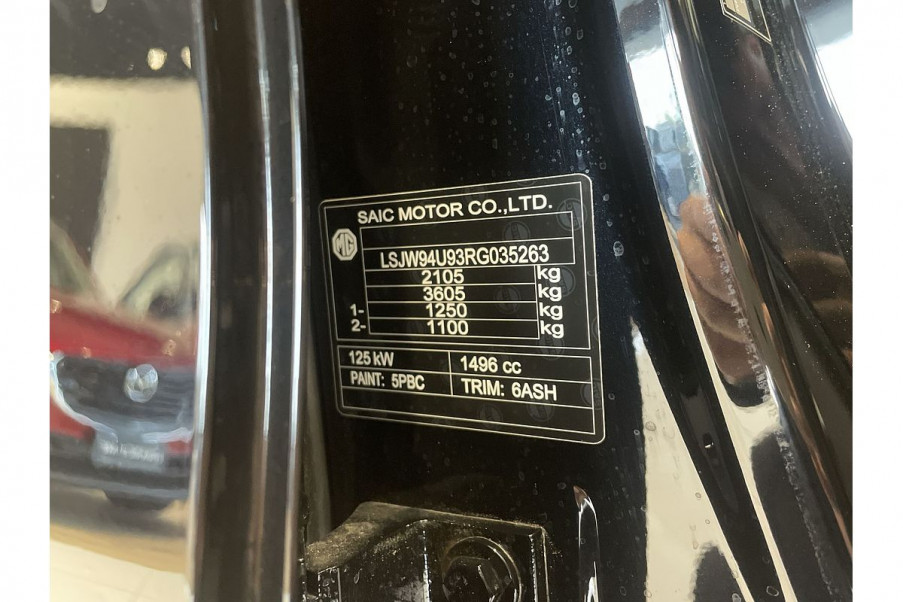 SAIC MOTOR CO.,LTD.
MG
LSJW94U93RG035263
2105 kg
3605 kg
1- 1250 kg
2- 1100 kg
125 kW 1496 cc
PAINT: 5PBC TRIM: 6ASH